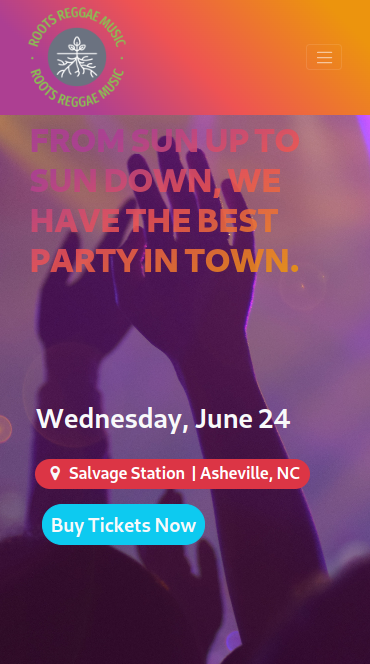 ROOTS REGGAE MUSIC
ROOTS REGGAE MUSIC
FROM SUN UP TO
SUN DOWN, WE
HAVE THE BEST
PARTY IN TOWN.
Wednesday, June 24
Salvage Station | Asheville, NC
Buy Tickets Now